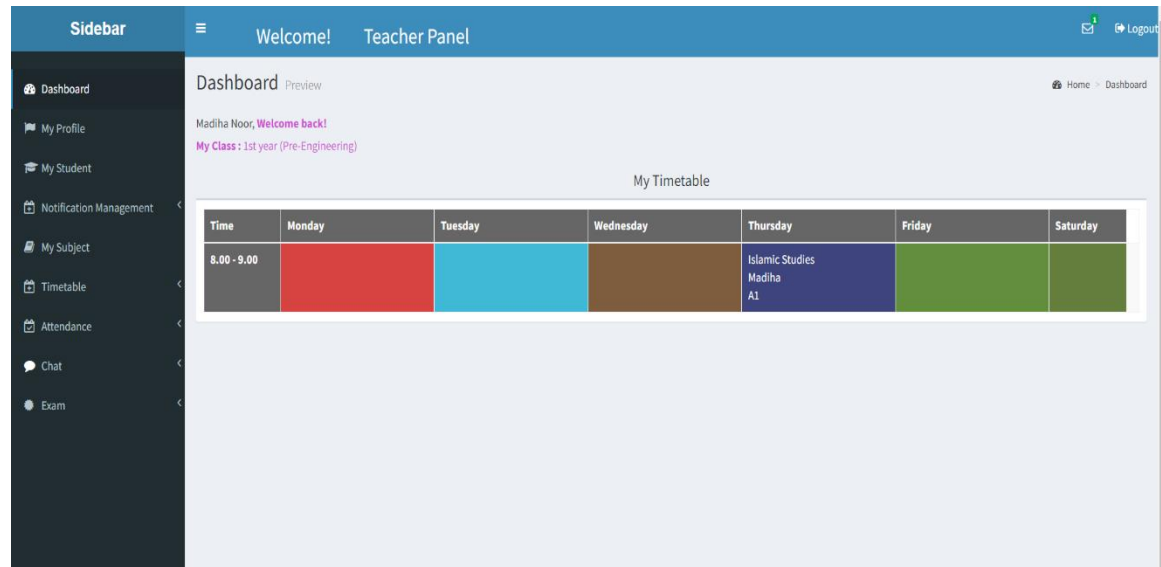 Sidebar
Welcome! Teacher Panel
1
Logout
Dashboard
My Profile
My Student
Notification Management
My Subject
Timetable
Attendance
Chat
Exam
Dashboard Preview
Home > Dashboard
Madiha Noor, Welcome back!
My Class : 1st year (Pre-Engineering)
My Timetable
Time Monday Tuesday Wednesday Thursday Friday Saturday
8.00 - 9.00 Islamic Studies
Madiha
A1